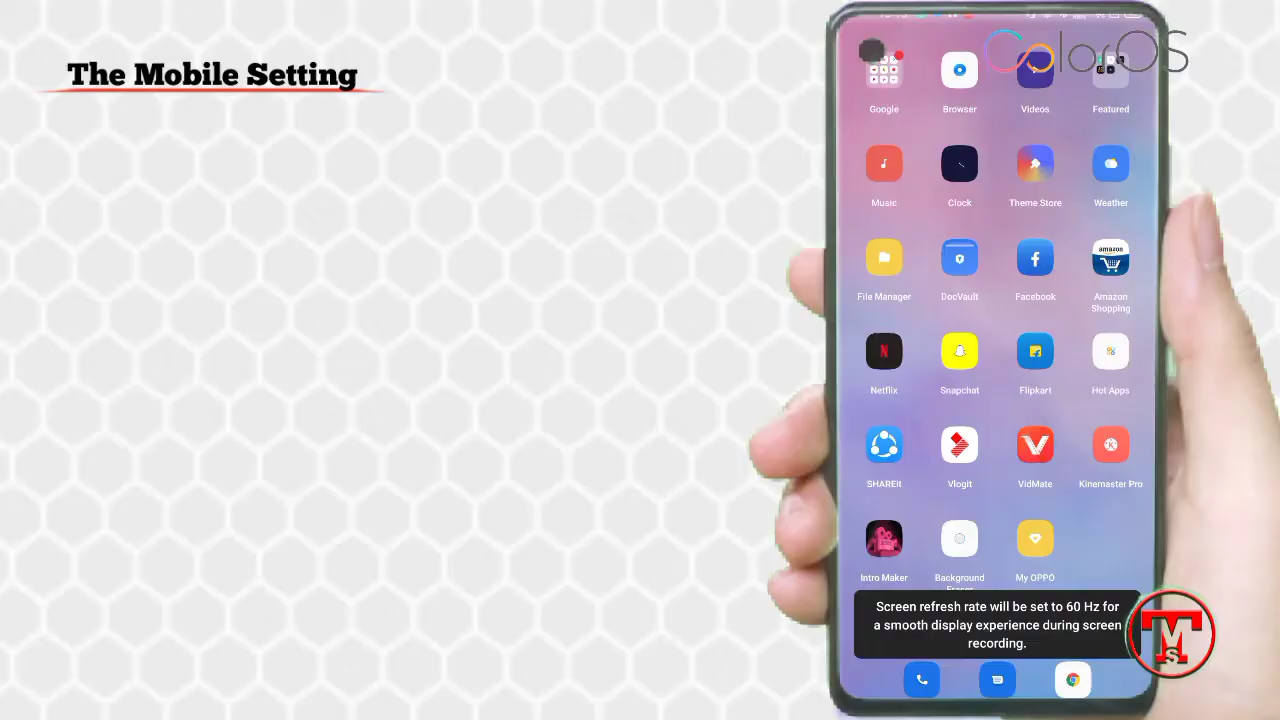 The Mobile Setting
ColorOS
Google
Browser
Videos
Featured
Music
Clock
Theme Store
Weather
File Manager
DocVault
Facebook
amazon
Amazon
Shopping
Netflix
Snapchat
Flipkart
Hot Apps
SHAREit
VlogIt
VidMate
Kinemaster Pro
Intro Maker
Background
My OPPO
Screen refresh rate will be set to 60 Hz for
a smooth display experience during screen
recording.
TMS